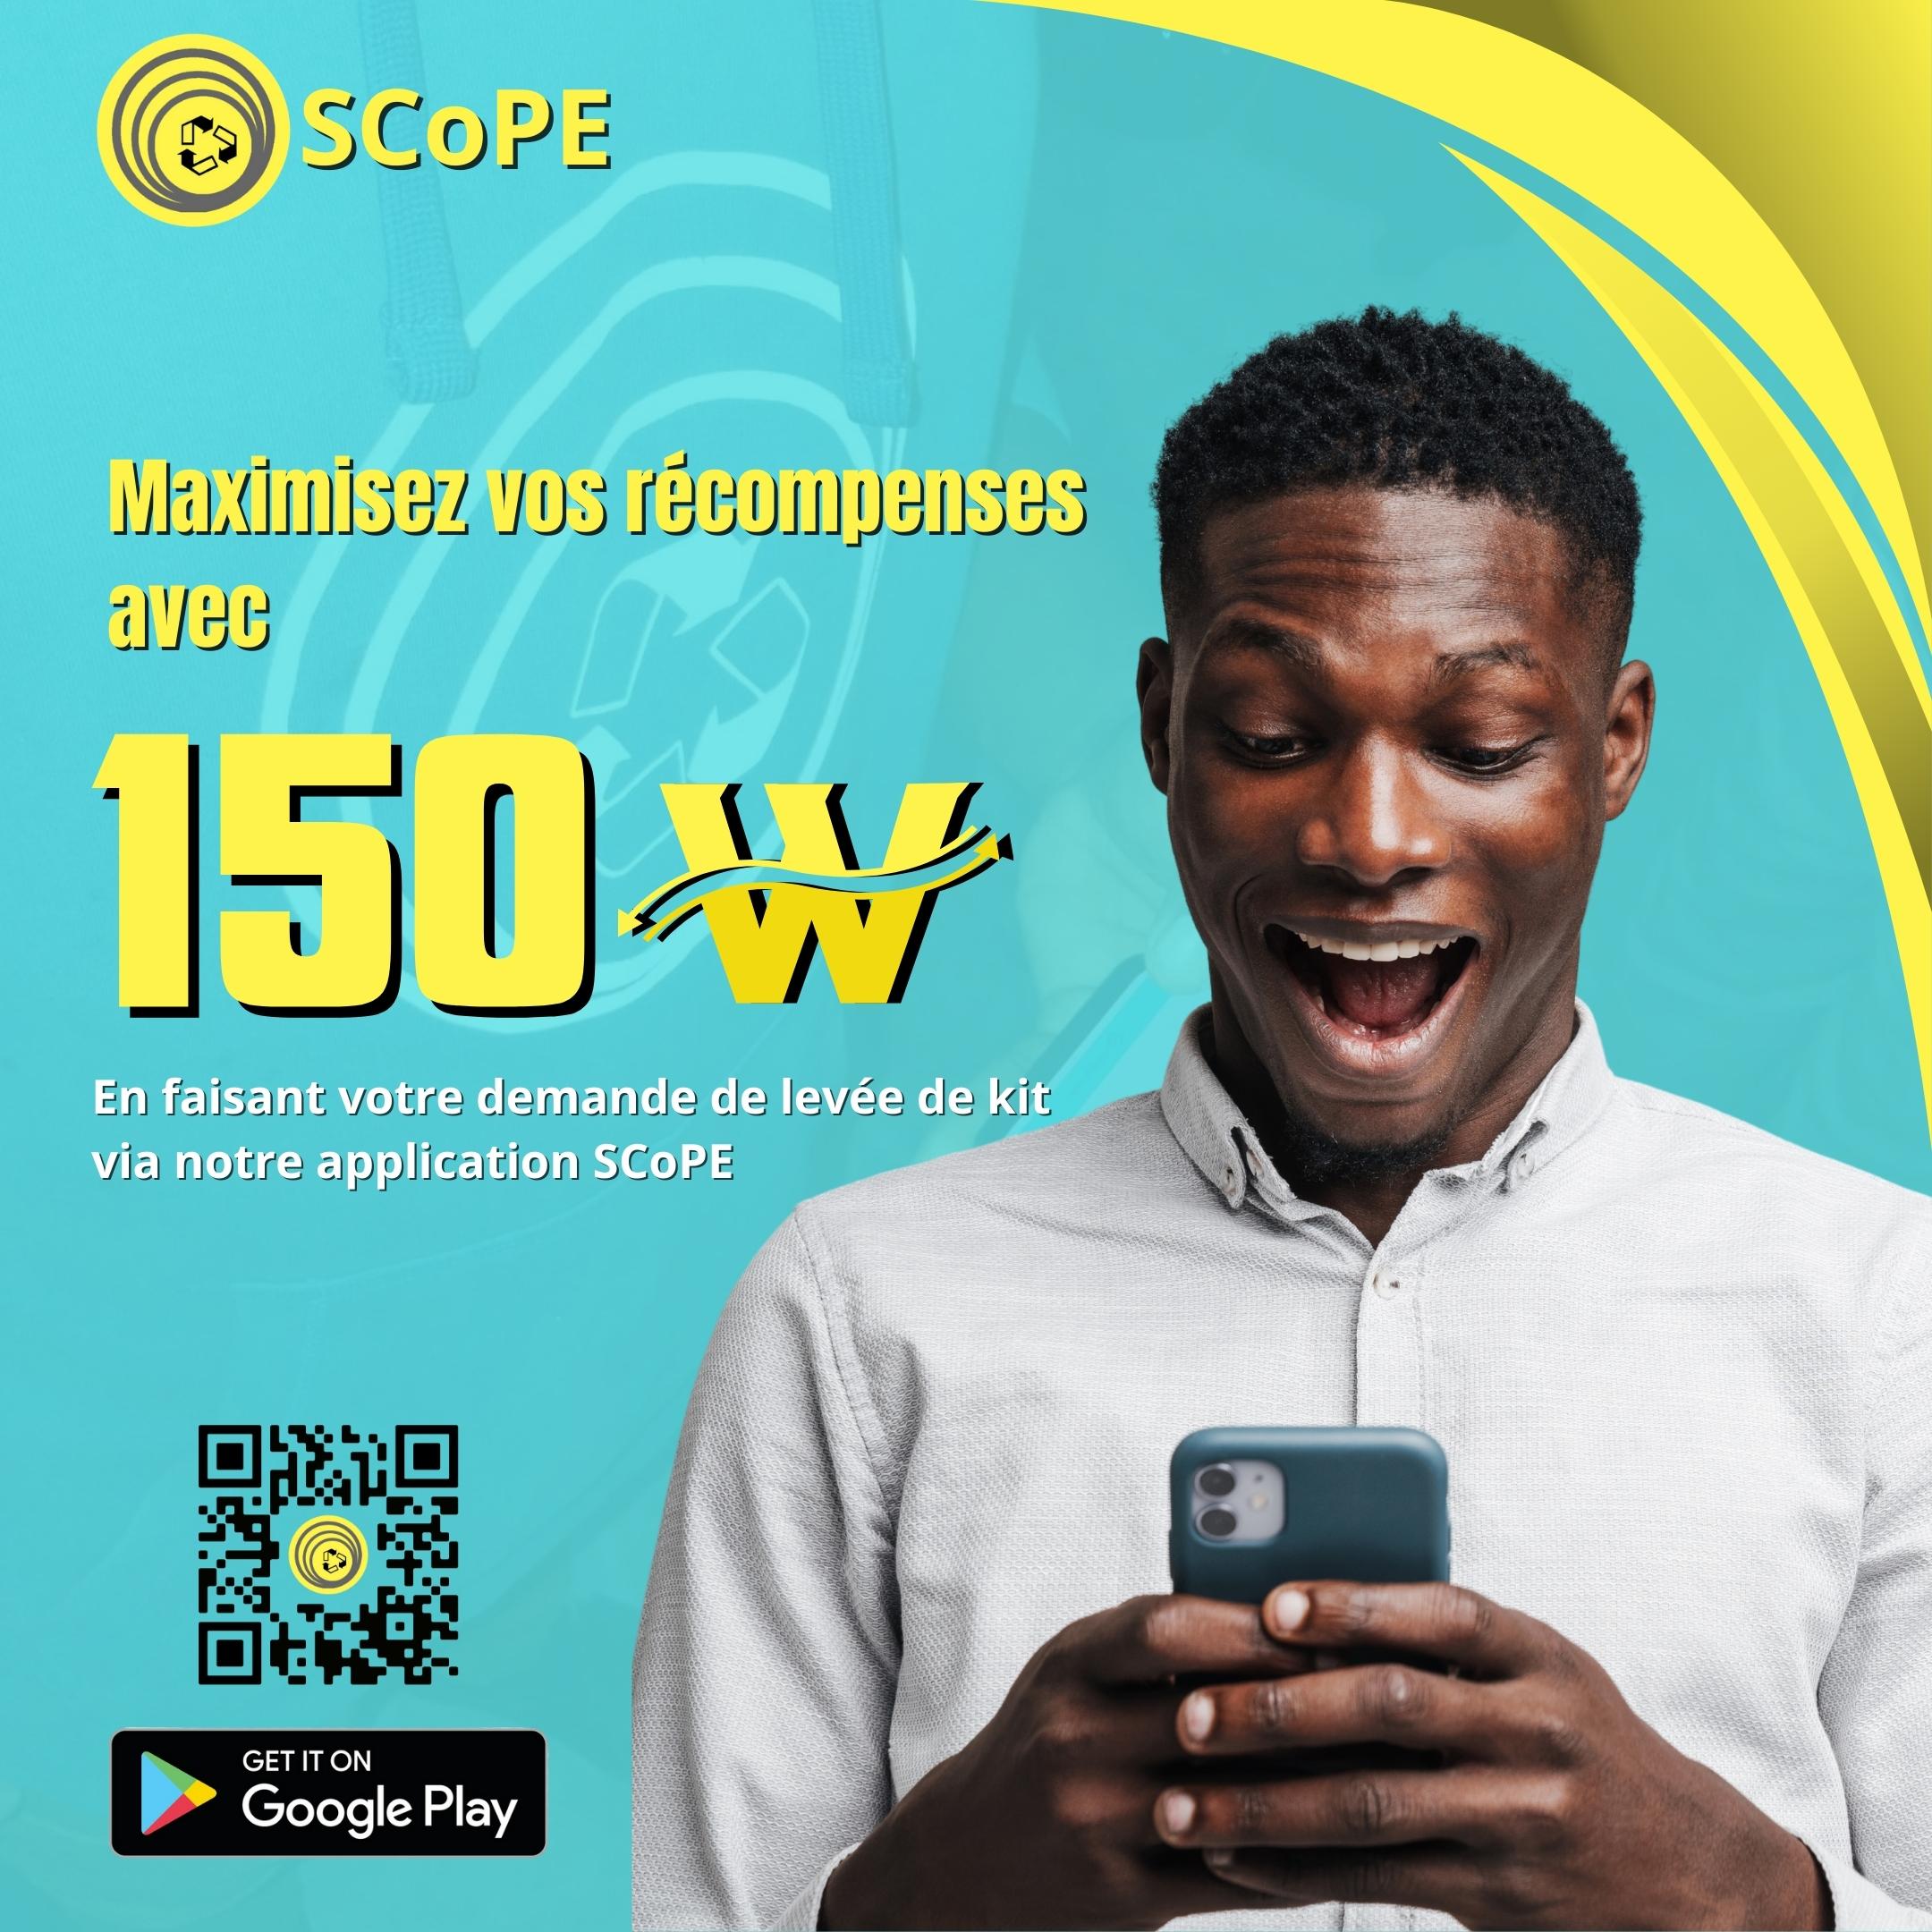 SCoPE
Maximisez vos récompenses
avec
150 W
En faisant votre demande de levée de kit
via notre application SCoPE
GET IT ON
Google Play